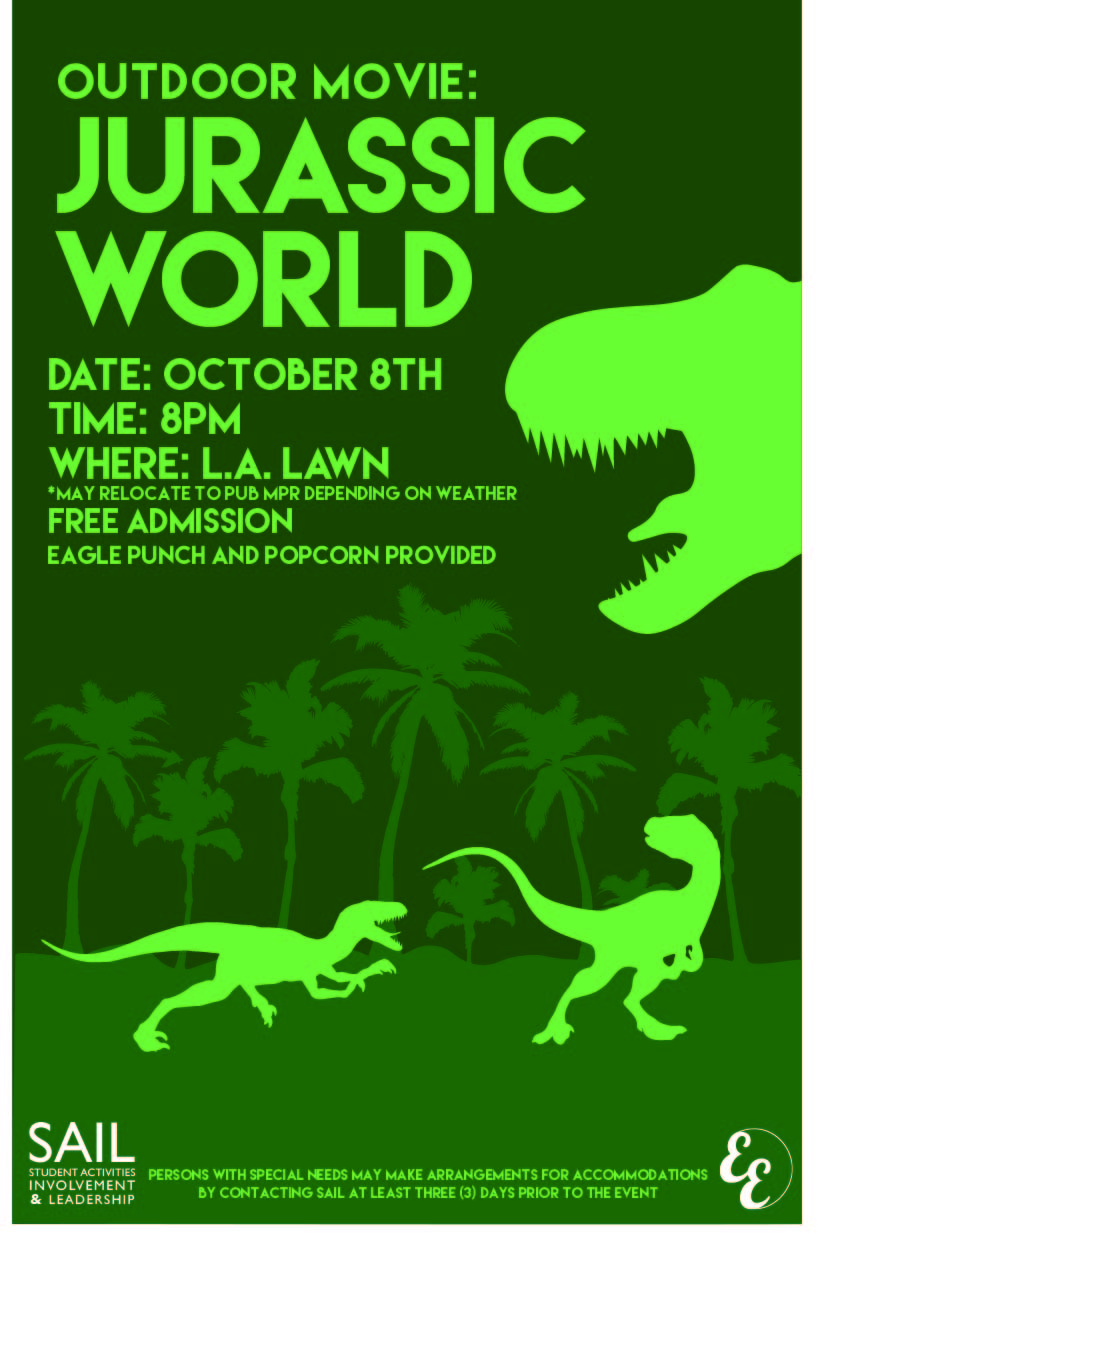 OUTDOOR MOVIE:
JURASSIC
WORLD
DATE: OCTOBER 8TH
TIME: 8PM
WHERE: L.A. LAWN
*MAY RELOCATE TO PUB MPR DEPENDING ON WEATHER
FREE ADMISSION
EAGLE PUNCH AND POPCORN PROVIDED
SAIL
STUDENT ACTIVITIES
INVOLVEMENT
& LEADERSHIP
PERSONS WITH SPECIAL NEEDS MAY MAKE ARRANGEMENTS FOR ACCOMMODATIONS
BY CONTACTING SAIL AT LEAST THREE (3) DAYS PRIOR TO THE EVENT
EE